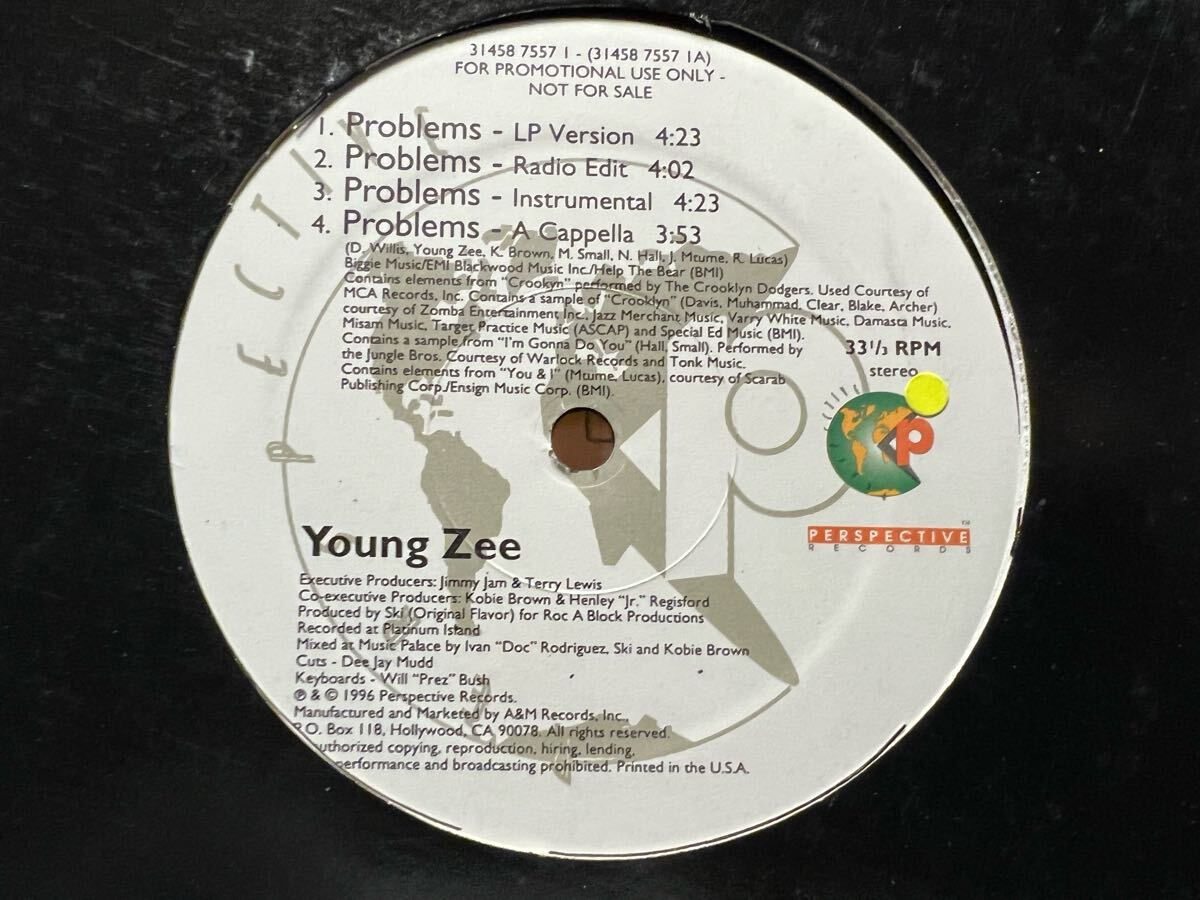 31458 7557 1 - (31458 7557 1A)
FOR PROMOTIONAL USE ONLY -
NOT FOR SALE
1. Problems - LP Version 4:23
2. Problems - Radio Edit 4:02
3. Problems - Instrumental 4:23
4. Problems - A Cappella 3:53
(D. Willis, Young Zee, K. Brown, M. Small, N. Hall, J. Mtume, R. Lucas)
Biggie Music/EMI Blackwood Music Inc./Help The Bear (BMI)
Contains elements from "Crookyn" performed by The Crooklyn Dodgers. Used Courtesy of
MCA Records, Inc. Contains a sample of "Crooklyn" (Davis, Muhammad, Clear, Blake, Archer)
courtesy of Zomba Entertainment Inc./Jazz Merchant Music, Varry White Music, Damasta Music,
Misam Music, Target Practice Music (ASCAP) and Special Ed Music (BMI).
Contains a sample from "I'm Gonna Do You" (Hall, Small). Performed by
the Jungle Bros. Courtesy of Warlock Records and Tonk Music.
Contains elements from "You & I" (Mtume, Lucas), courtesy of Scarab
Publishing Corp./Ensign Music Corp. (BMI).
33 1/3 RPM
stereo
P
PERSPECTIVE ™
RECORDS
Young Zee
Executive Producers: Jimmy Jam & Terry Lewis
Co-executive Producers: Kobie Brown & Henley "Jr." Regisford
Produced by Ski (Original Flavor) for Roc A Block Productions
Recorded at Platinum Island
Mixed at Music Palace by Ivan "Doc" Rodriguez, Ski and Kobie Brown
Cuts - Dee Jay Mudd
Keyboards - Will "Prez" Bush
℗ & © 1996 Perspective Records.
Manufactured and Marketed by A&M Records, Inc.,
P.O. Box 118, Hollywood, CA 90078. All rights reserved.
uthorized copying, reproduction, hiring, lending,
performance and broadcasting prohibited. Printed in the U.S.A.